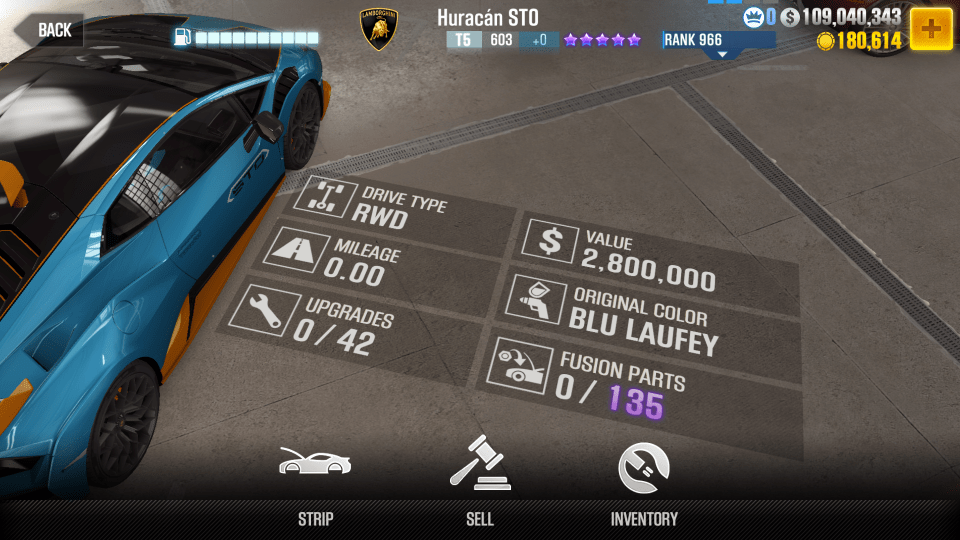 BACK
LAMBORGHINI
Huracán STO
T5 603 +0
RANK 966
0 $ 109,040,343
180,614
+
STO
DRIVE TYPE
RWD
MILEAGE
0.00
UPGRADES
0 / 42
$ VALUE
2,800,000
ORIGINAL COLOR
BLU LAUFEY
FUSION PARTS
0 / 135
STRIP
SELL
INVENTORY